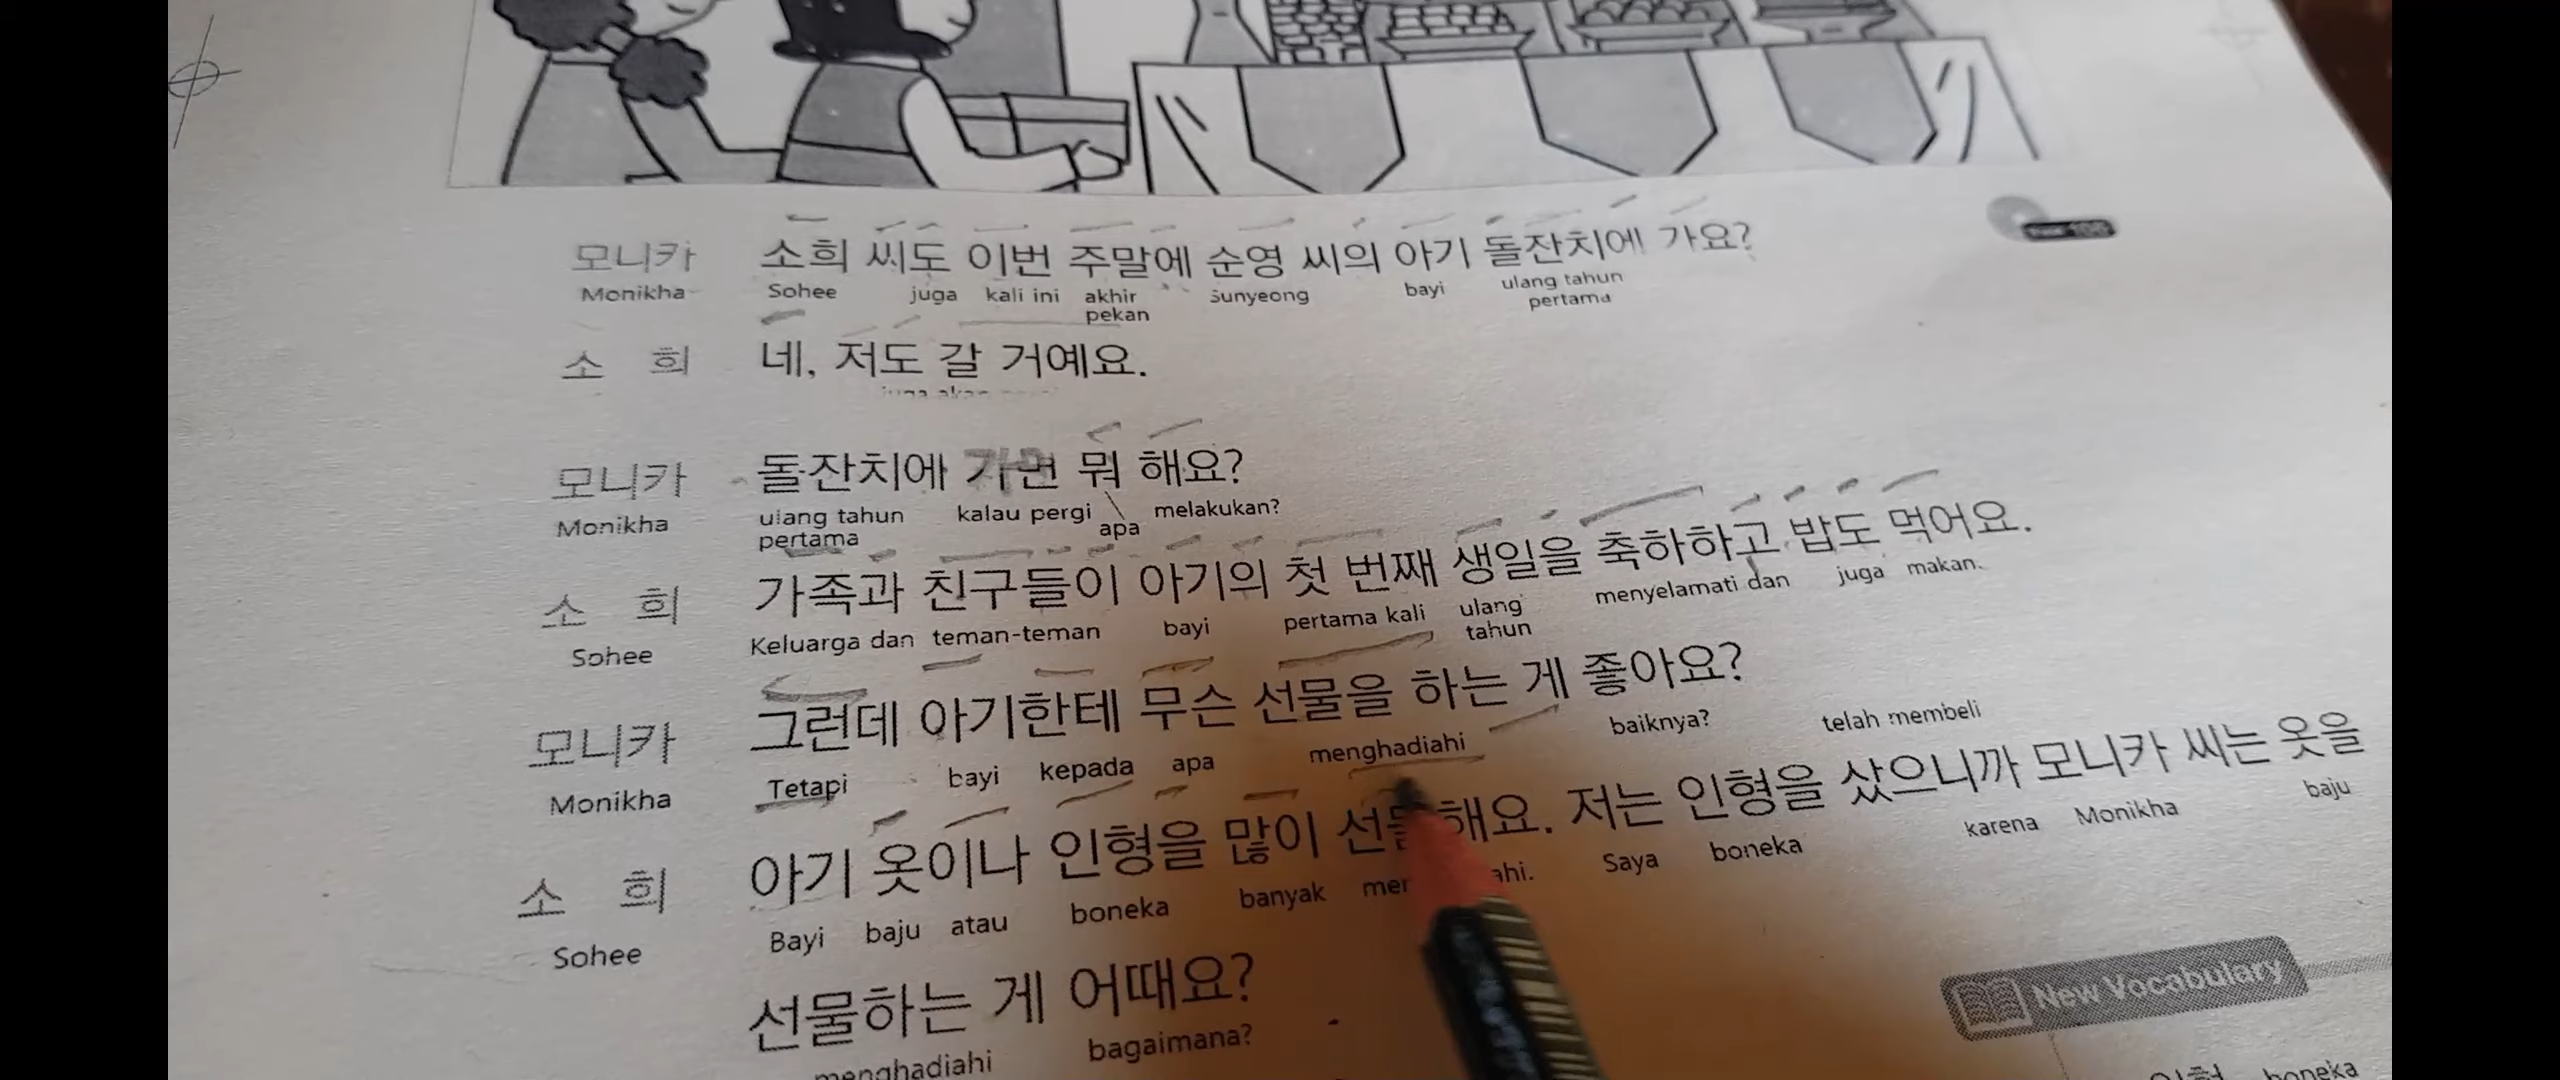 모니카 소희 씨도 이번 주말에 순영 씨의 아기 돌잔치에 가요?
Monikha Sohee juga kali ini akhir pekan Sunyeong bayi ulang tahun pertama
소 희 네, 저도 갈 거예요.
juga akan
모니카 돌잔치에 가면 뭐 해요?
Monikha ulang tahun pertama kalau pergi apa melakukan?
소 희 가족과 친구들이 아기의 첫 번째 생일을 축하하고 밥도 먹어요.
Sohee Keluarga dan teman-teman bayi pertama kali ulang tahun menyelamati dan juga makan.
모니카 그런데 아기한테 무슨 선물을 하는 게 좋아요?
Monikha Tetapi bayi kepada apa menghadiahi baiknya? telah membeli
소 희 아기 옷이나 인형을 많이 해요. 저는 인형을 샀으니까 모니카 씨는 옷을
Sohee Bayi baju atau boneka banyak Saya boneka karena Monikha baju
선물하는 게 어때요?
menghadiahi bagaimana?
New Vocabulary
인형 boneka